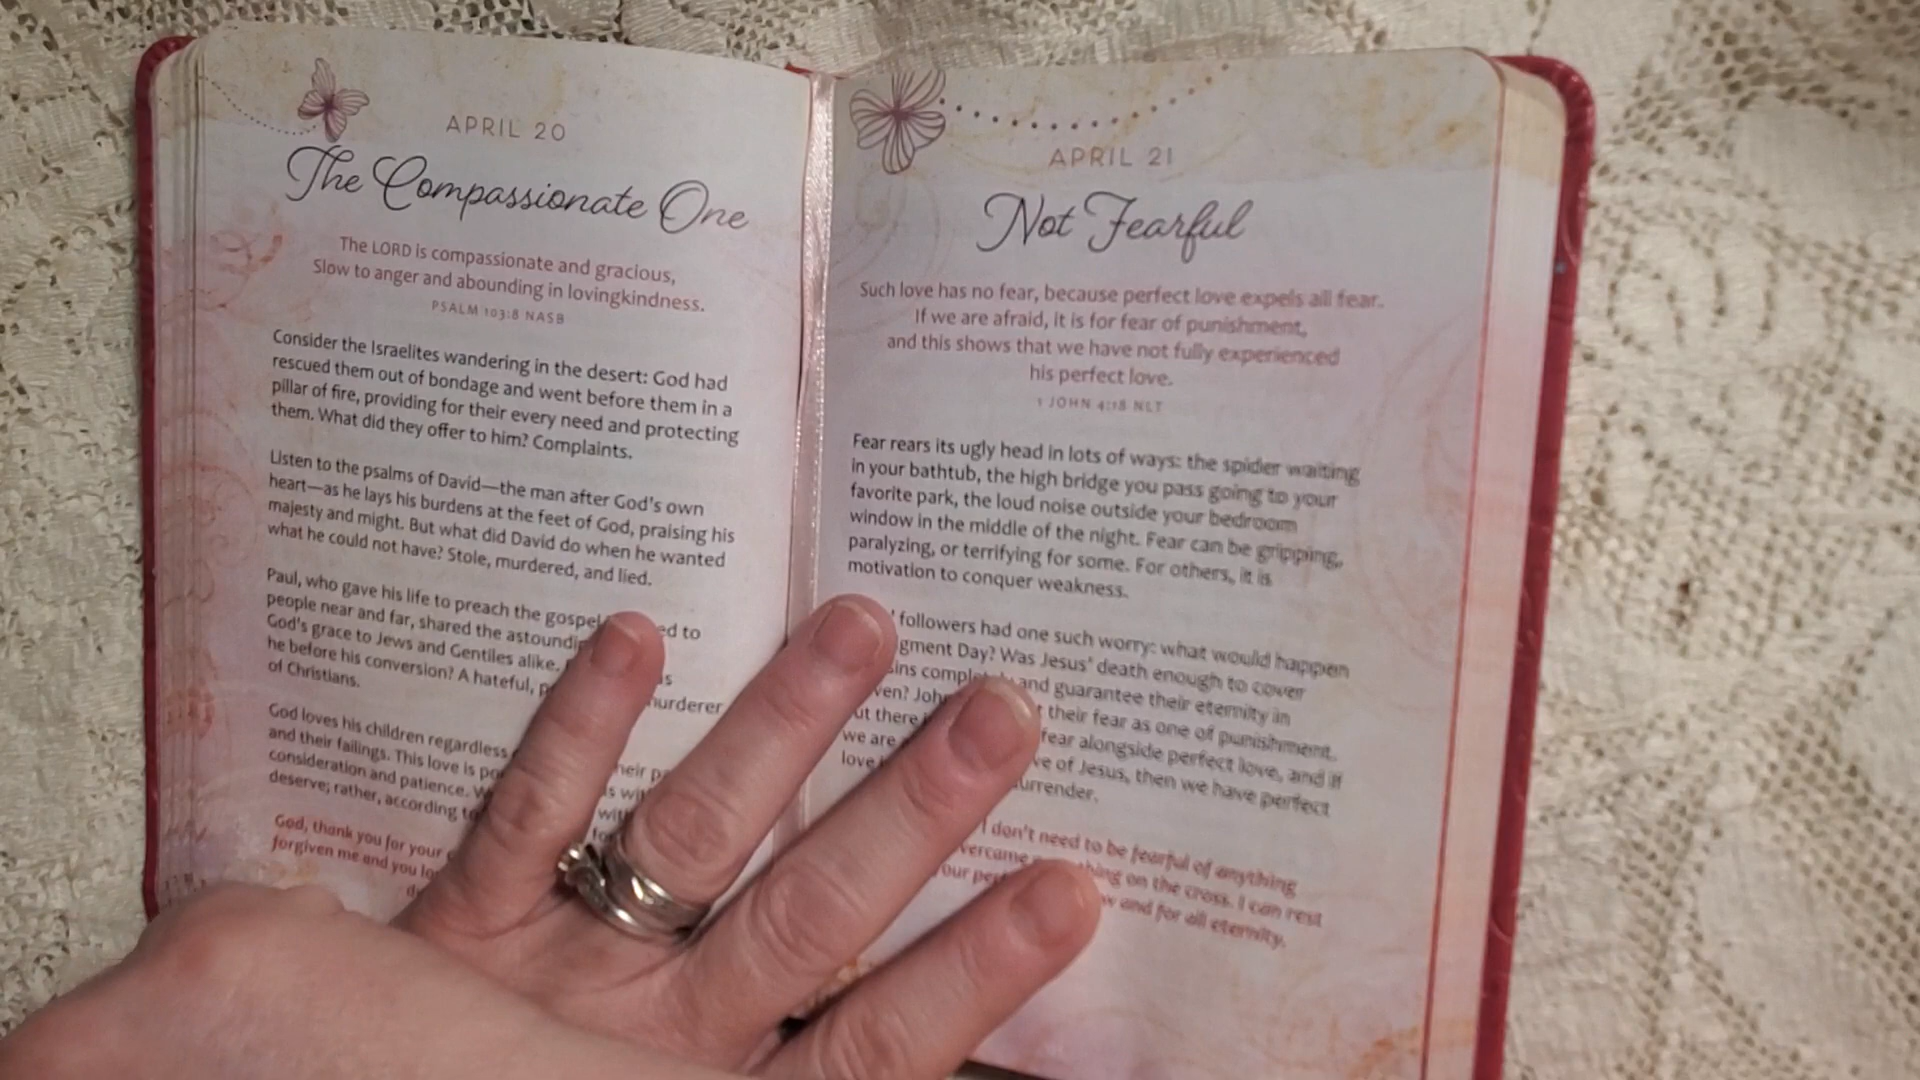 APRIL 20
The Compassionate One
The LORD is compassionate and gracious,
Slow to anger and abounding in lovingkindness.
PSALM 103:8 NASB
Consider the Israelites wandering in the desert: God had
rescued them out of bondage and went before them in a
pillar of fire, providing for their every need and protecting
them. What did they offer to him? Complaints.
Listen to the psalms of David—the man after God's own
heart—as he lays his burdens at the feet of God, praising his
majesty and might. But what did David do when he wanted
what he could not have? Stole, murdered, and lied.
Paul, who gave his life to preach the gospel to
people near and far, shared the
God's grace to Jews and Gentiles alike.
he before his conversion? A hateful, murderer
of Christians.
God loves his children regardless
and their failings. This love is
consideration and patience.
deserve; rather, according
God, thank you for your
forgiven me and you
APRIL 21
Not Fearful
Such love has no fear, because perfect love expels all fear.
If we are afraid, it is for fear of punishment,
and this shows that we have not fully experienced
his perfect love.
1 JOHN 4:18 NLT
Fear rears its ugly head in lots of ways: the spider waiting
in your bathtub, the high bridge you pass going to your
favorite park, the loud noise outside your bedroom
window in the middle of the night. Fear can be gripping,
paralyzing, or terrifying for some. For others, it is
motivation to conquer weakness.
followers had one such worry: what would happen
Day? Was Jesus' death enough to cover
and guarantee their eternity in
their fear as one of punishment.
there fear alongside perfect love, and if
we are of Jesus, then we have perfect
love
I don't need to be fearful of anything
on the cross. I can rest
and for all eternity.